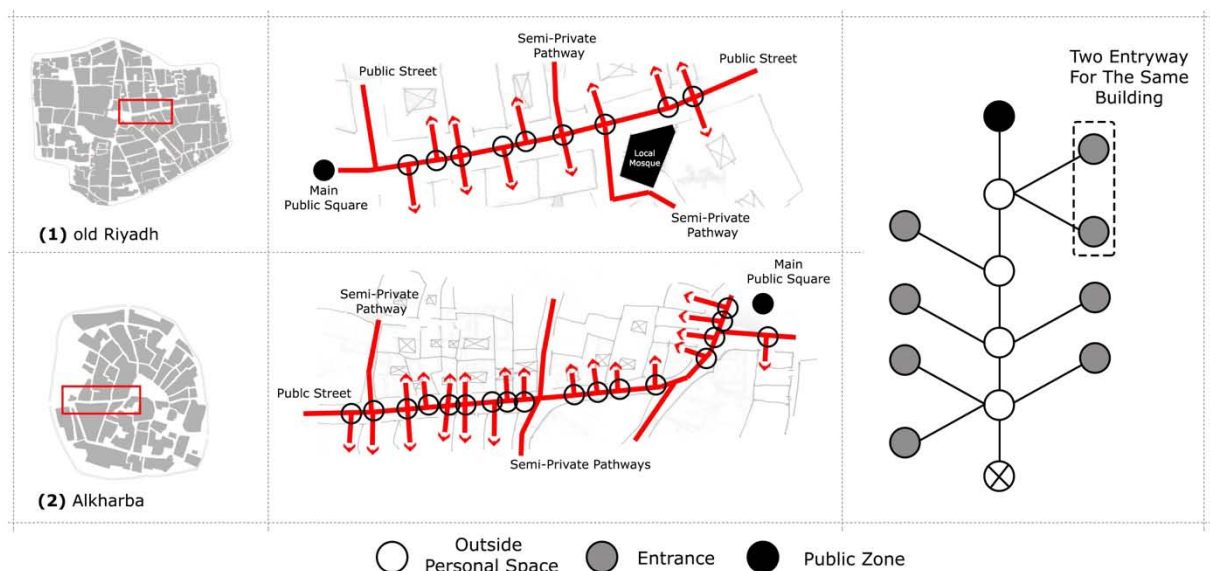 Semi-Private
Pathway
Public Street
Public Street
Local
Mosque
Main
Public Square
Semi-Private
Pathway
(1) old Riyadh
Two Entryway
For The Same
Building
Main
Public Square
Semi-Private
Pathway
Publc Street
Semi-Private Pathways
(2) Alkharba
Outside
Personal Space
Entrance
Public Zone